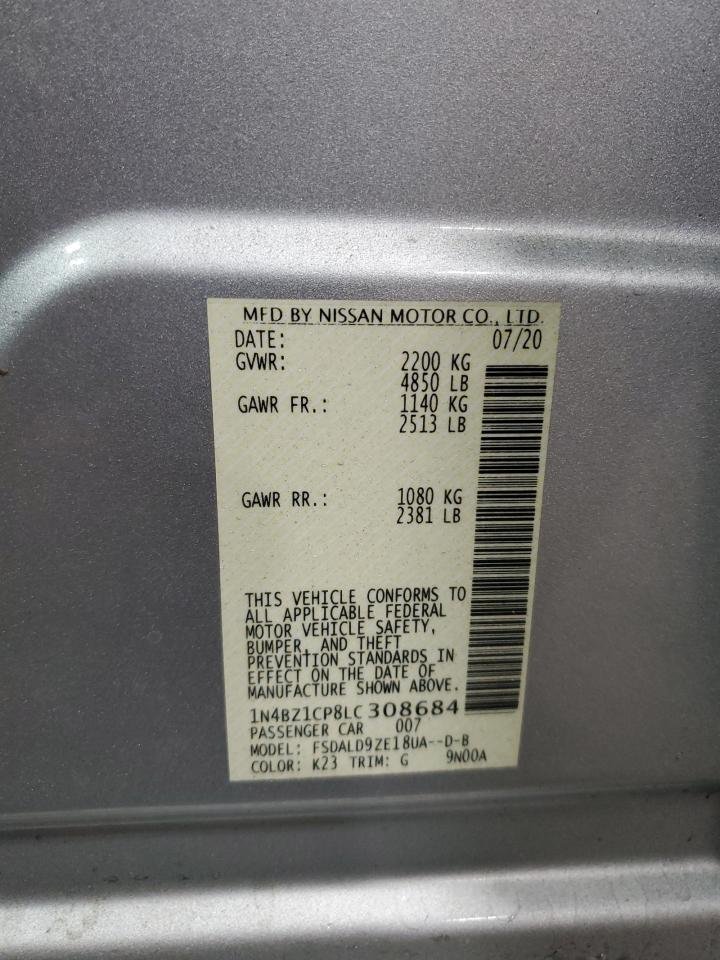 MFD BY NISSAN MOTOR CO., LTD.
DATE: 07/20
GVWR: 2200 KG
4850 LB
GAWR FR.: 1140 KG
2513 LB
GAWR RR.: 1080 KG
2381 LB
THIS VEHICLE CONFORMS TO
ALL APPLICABLE FEDERAL
MOTOR VEHICLE SAFETY,
BUMPER, AND THEFT
PREVENTION STANDARDS IN
EFFECT ON THE DATE OF
MANUFACTURE SHOWN ABOVE.
1N4BZ1CP8LC308684
PASSENGER CAR 007
MODEL: FSDALD9ZE18UA--D-B
COLOR: K23 TRIM: G 9N00A